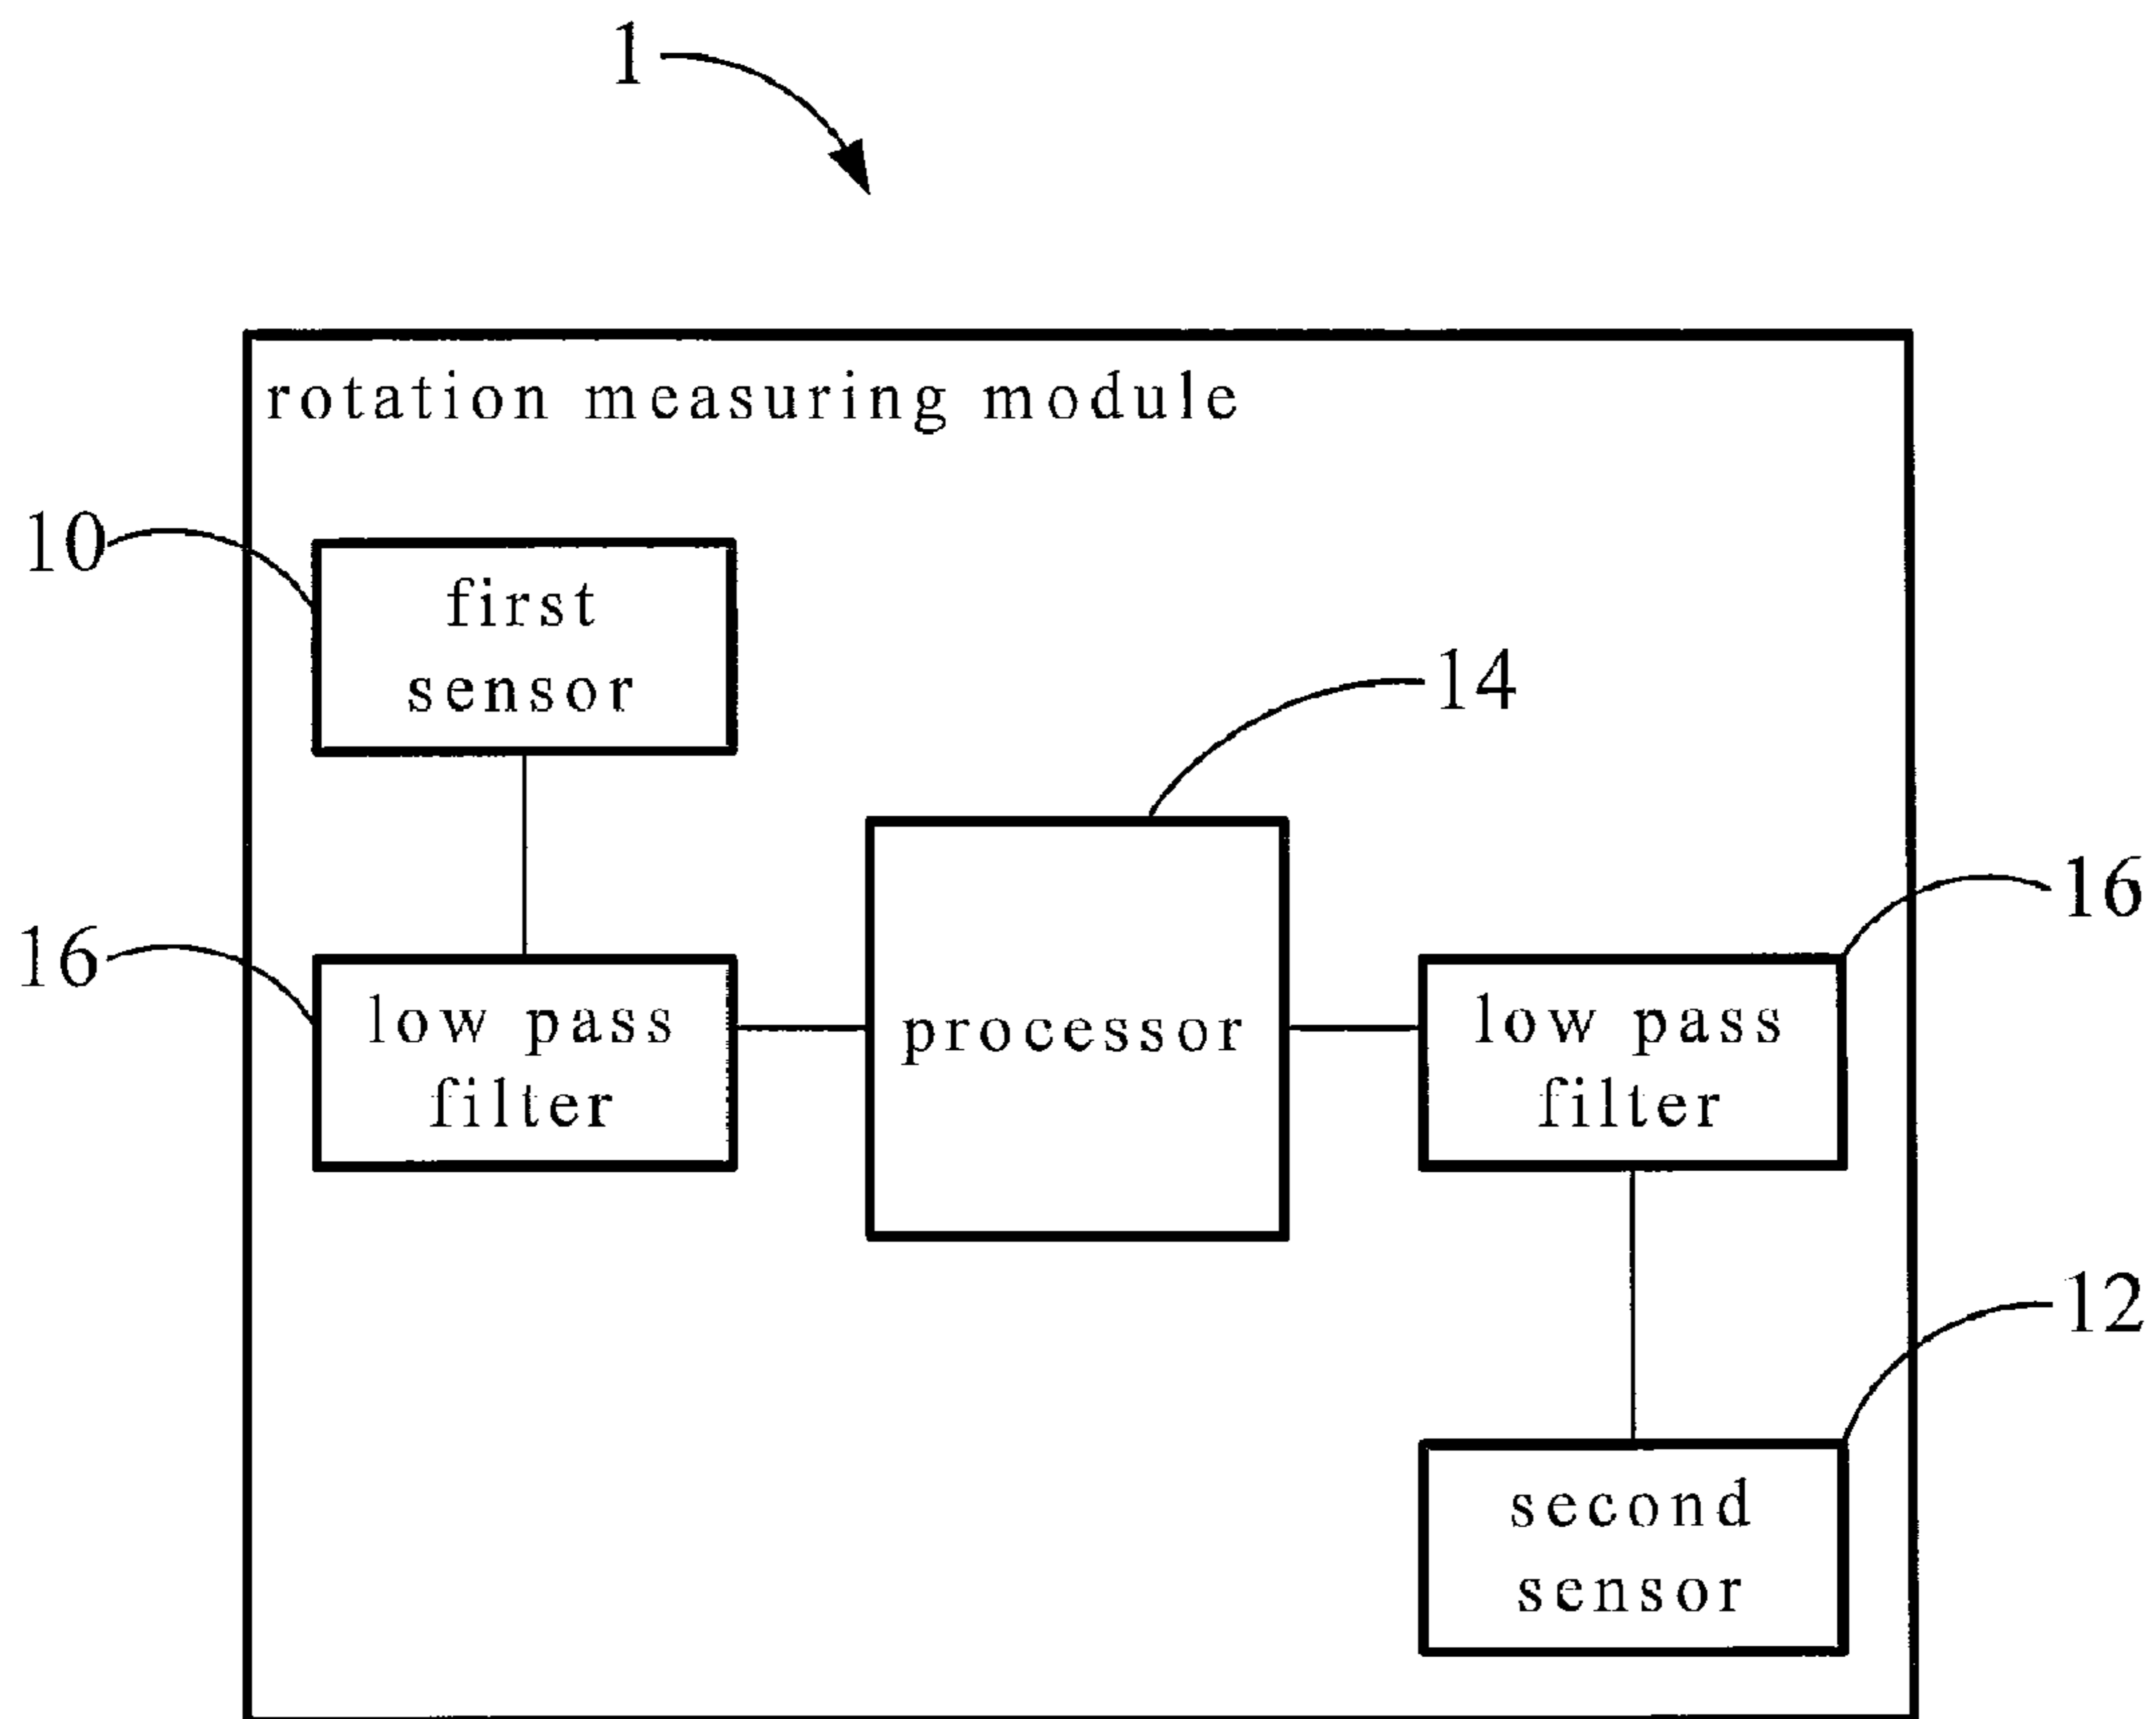 1
rotation measuring module
10
first
sensor
14
16
low pass
filter
processor
16
low pass
filter
12
second
sensor